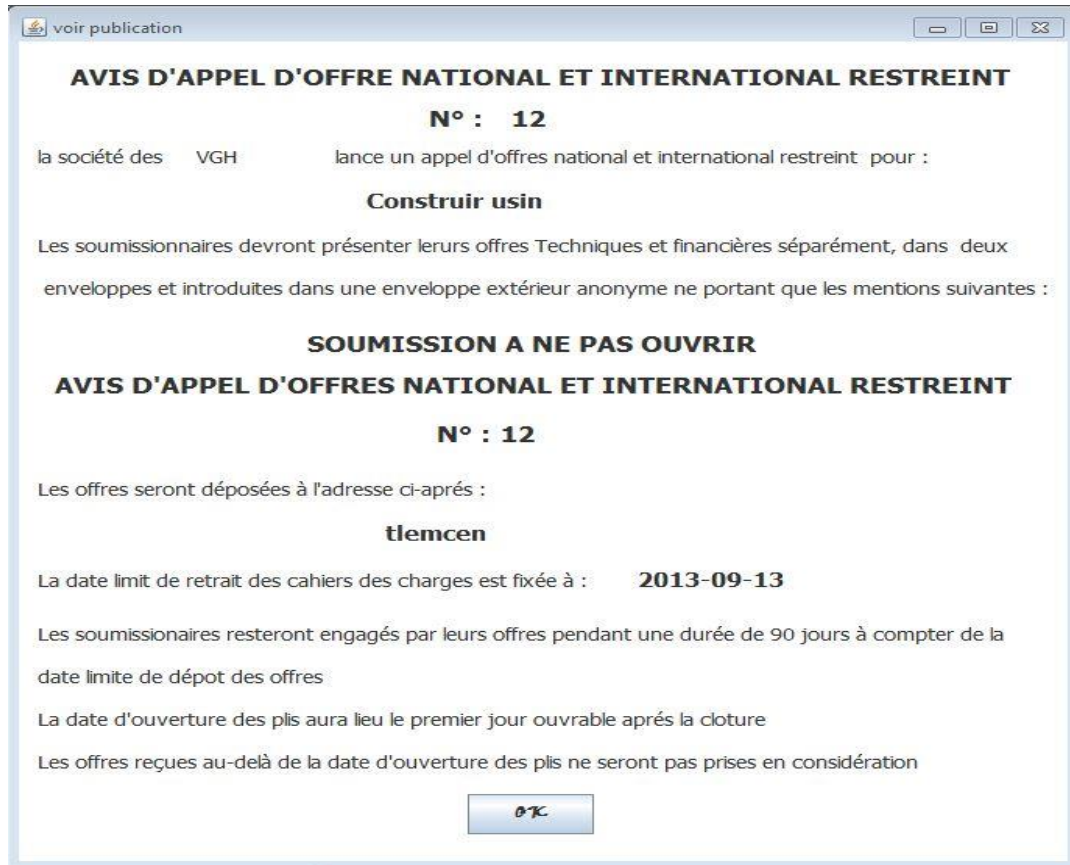 voir publication
AVIS D'APPEL D'OFFRE NATIONAL ET INTERNATIONAL RESTREINT
N° : 12
la société des VGH lance un appel d'offres national et international restreint pour :
Construir usin
Les soumissionnaires devront présenter lerurs offres Techniques et financières séparément, dans deux
enveloppes et introduites dans une enveloppe extérieur anonyme ne portant que les mentions suivantes :
SOUMISSION A NE PAS OUVRIR
AVIS D'APPEL D'OFFRES NATIONAL ET INTERNATIONAL RESTREINT
N° : 12
Les offres seront déposées à l'adresse ci-aprés :
tlemcen
La date limit de retrait des cahiers des charges est fixée à : 2013-09-13
Les soumissionaires resteront engagés par leurs offres pendant une durée de 90 jours à compter de la
date limite de dépot des offres
La date d'ouverture des plis aura lieu le premier jour ouvrable aprés la cloture
Les offres reçues au-delà de la date d'ouverture des plis ne seront pas prises en considération
OK